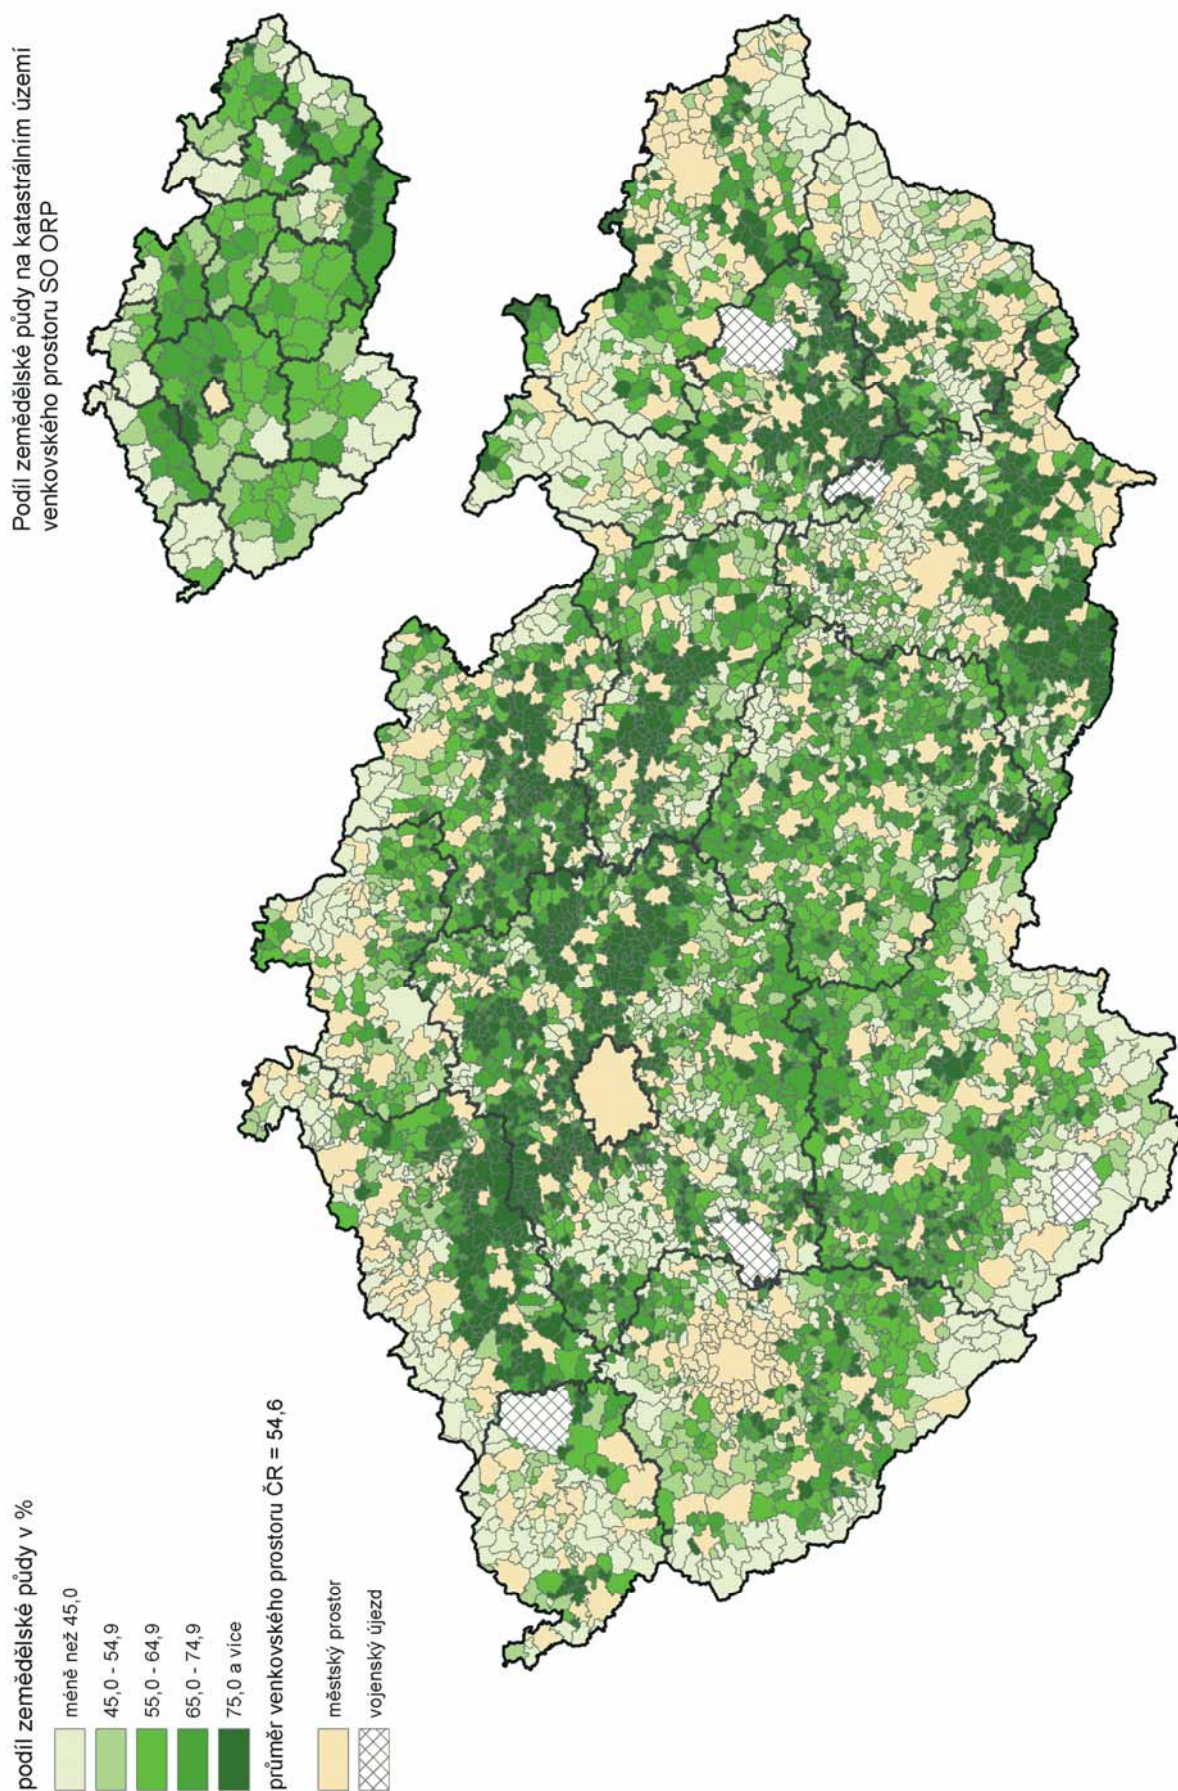 podíl zemědělské půdy v %
méně než 45,0
45,0 - 54,9
55,0 - 64,9
65,0 - 74,9
75,0 a více
průměr venkovského prostoru ČR = 54,6
městský prostor
vojenský újezd
Podíl zemědělské půdy na katastrálním území
venkovského prostoru SO ORP